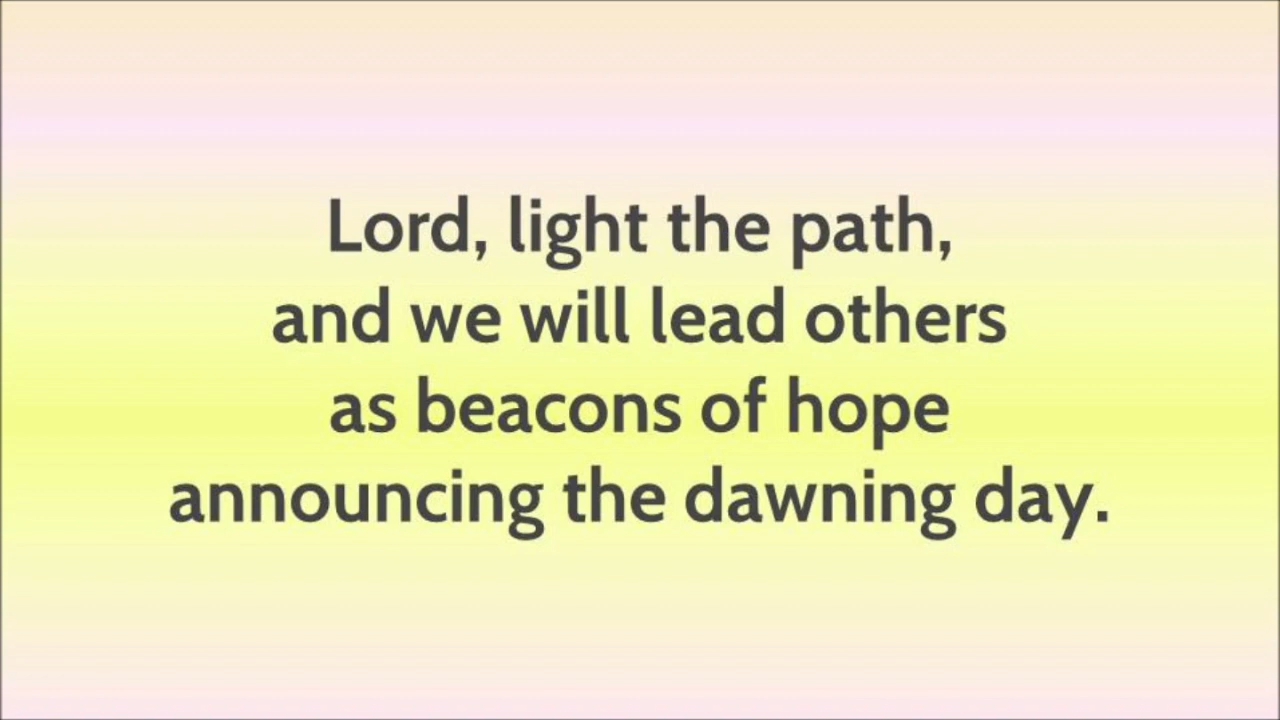 Lord, light the path,
and we will lead others
as beacons of hope
announcing the dawning day.